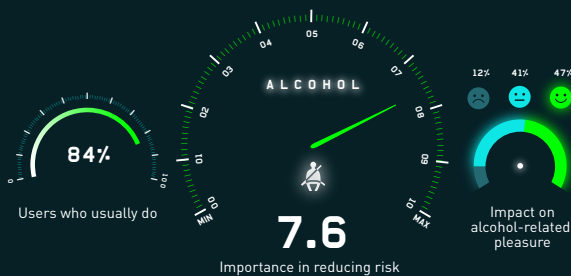 ALCOHOL
MIN
00
01
02
03
04
05
06
07
08
09
10
MAX
0
100
84%
Users who usually do
7.6
Importance in reducing risk
12%
41%
47%
Impact on
alcohol-related
pleasure